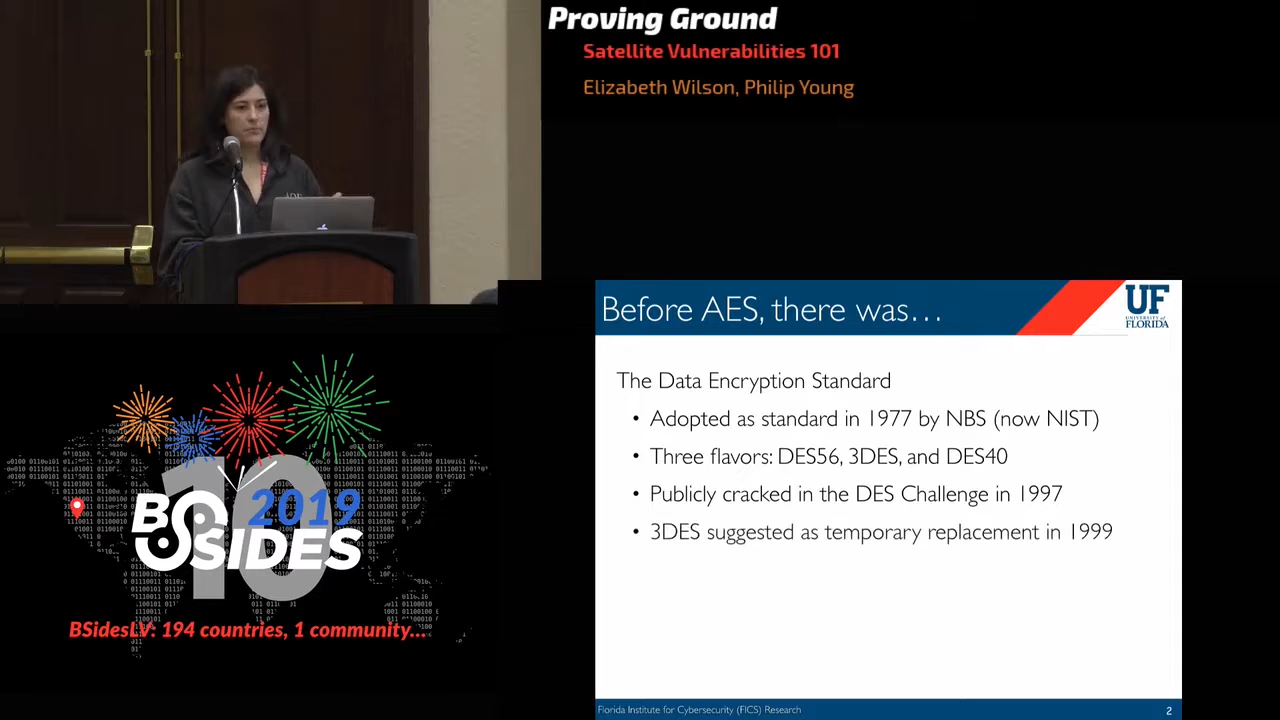 Proving Ground
Satellite Vulnerabilities 101
Elizabeth Wilson, Philip Young
Before AES, there was...
UF
UNIVERSITY of
FLORIDA
The Data Encryption Standard
• Adopted as standard in 1977 by NBS (now NIST)
• Three flavors: DES56, 3DES, and DES40
• Publicly cracked in the DES Challenge in 1997
• 3DES suggested as temporary replacement in 1999
10
2019
BSIDES
BSidesLV: 194 countries, 1 community...
Florida Institute for Cybersecurity (FICS) Research
2